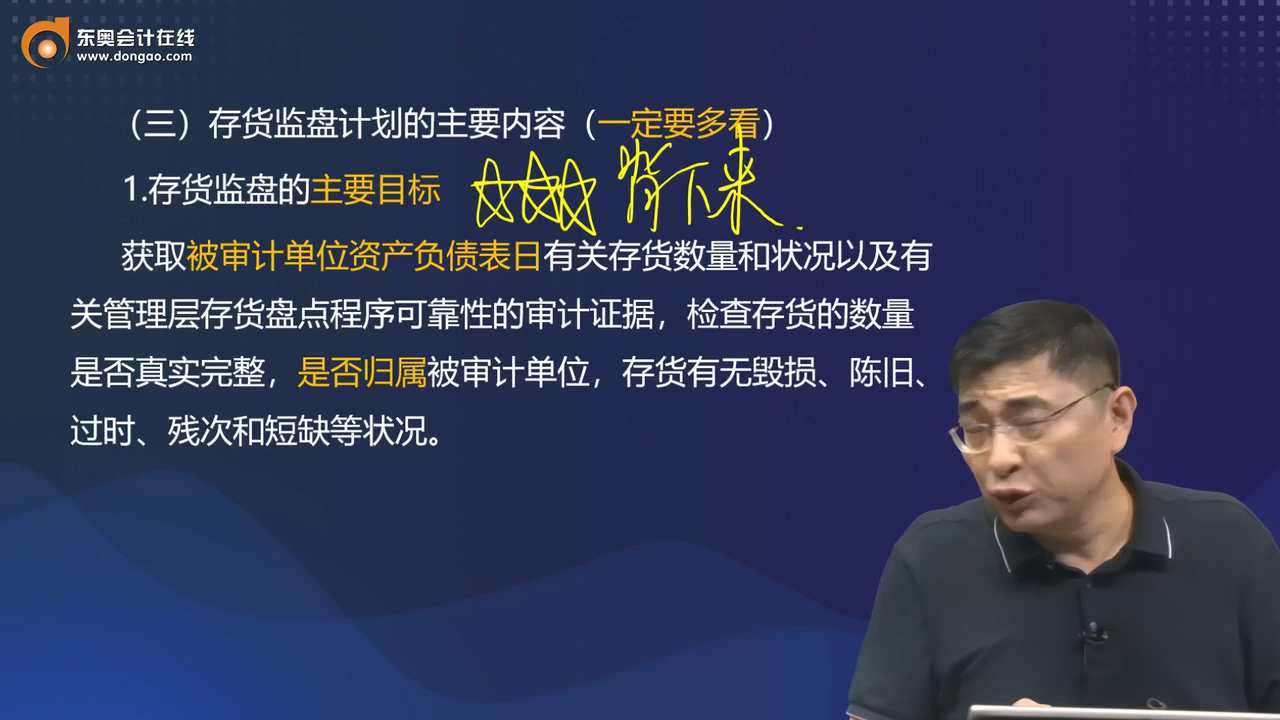 东奥会计在线
www.dongao.com
（三）存货监盘计划的主要内容（一定要多看）
1.存货监盘的主要目标 背下来.
获取被审计单位资产负债表日有关存货数量和状况以及有
关管理层存货盘点程序可靠性的审计证据，检查存货的数量
是否真实完整，是否归属被审计单位，存货有无毁损、陈旧、
过时、残次和短缺等状况。